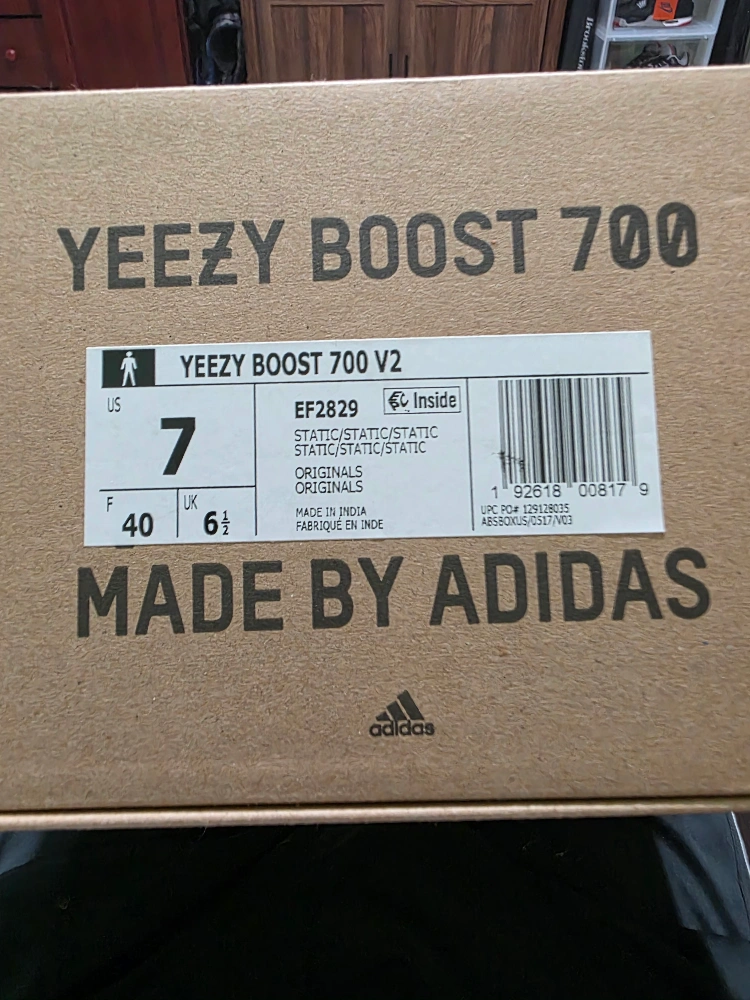 Brookston
YEEZY BOOST 700
YEEZY BOOST 700 V2
US
7
F
40
UK
6½
EF2829
€C Inside
STATIC/STATIC/STATIC
STATIC/STATIC/STATIC
ORIGINALS
ORIGINALS
MADE IN INDIA
FABRIQUÉ EN INDE
1 92618 00817 9
UPC PO# 129128035
ABSBOXUS/0517/V03
MADE BY ADIDAS
adidas